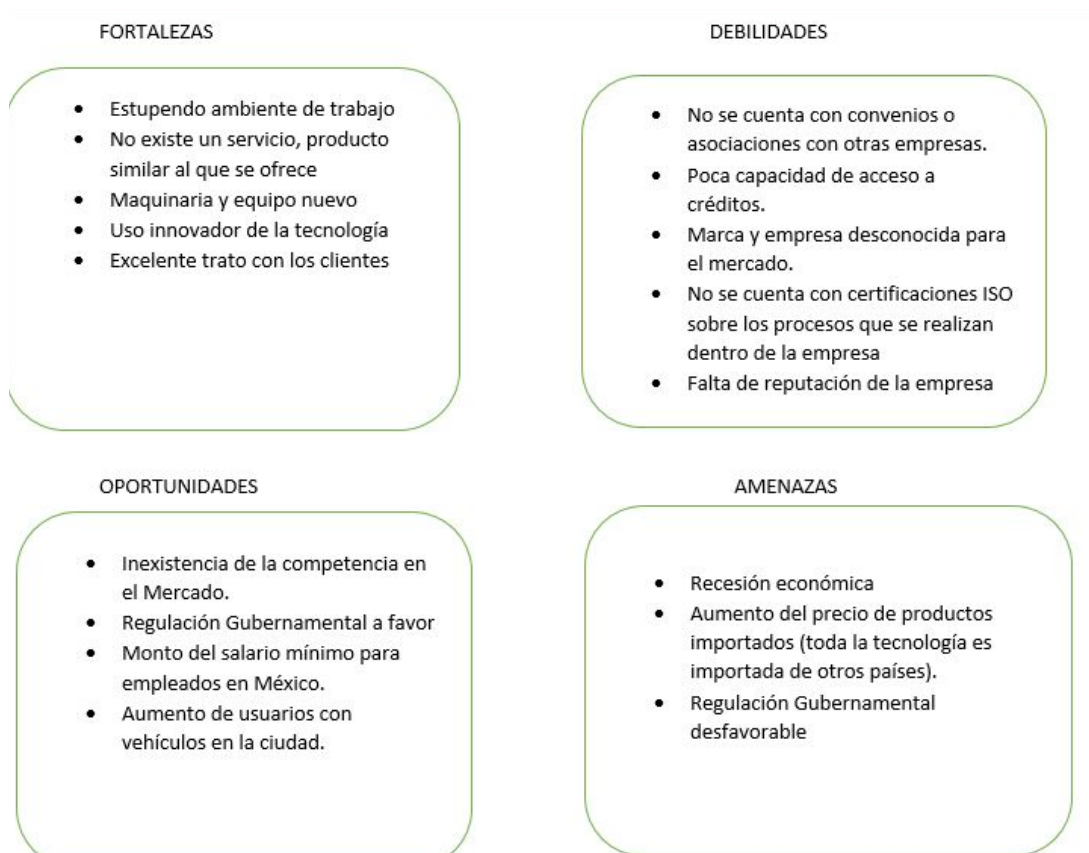 FORTALEZAS
• Estupendo ambiente de trabajo
• No existe un servicio, producto
similar al que se ofrece
• Maquinaria y equipo nuevo
• Uso innovador de la tecnología
• Excelente trato con los clientes
DEBILIDADES
• No se cuenta con convenios o
asociaciones con otras empresas.
• Poca capacidad de acceso a
créditos.
• Marca y empresa desconocida para
el mercado.
• No se cuenta con certificaciones ISO
sobre los procesos que se realizan
dentro de la empresa
• Falta de reputación de la empresa
OPORTUNIDADES
• Inexistencia de la competencia en
el Mercado.
• Regulación Gubernamental a favor
• Monto del salario mínimo para
empleados en México.
• Aumento de usuarios con
vehículos en la ciudad.
AMENAZAS
• Recesión económica
• Aumento del precio de productos
importados (toda la tecnología es
importada de otros países).
• Regulación Gubernamental
desfavorable